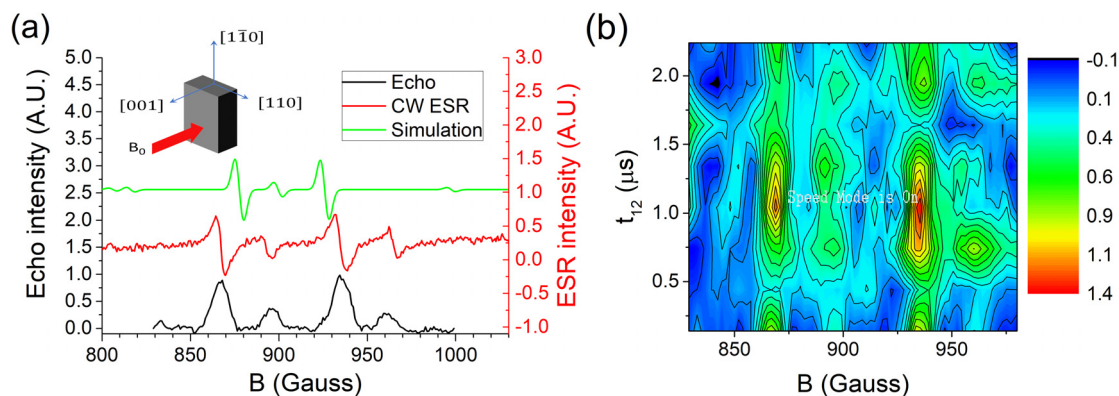 (a)
[11̄0]
[001]
[110]
B₀
Echo
CW ESR
Simulation
Echo intensity (A.U.)
5.0
4.5
4.0
3.5
3.0
2.5
2.0
1.5
1.0
0.5
0.0
ESR intensity (A.U.)
3.0
2.5
2.0
1.5
1.0
0.5
0.0
-0.5
-1.0
800 850 900 950 1000
B (Gauss)
(b)
t₁₂ (μs)
2.0
1.5
1.0
0.5
Speed Mode is On
850 900 950
B (Gauss)
-0.1
0.1
0.3
0.5
0.7
0.9
1.1
1.4